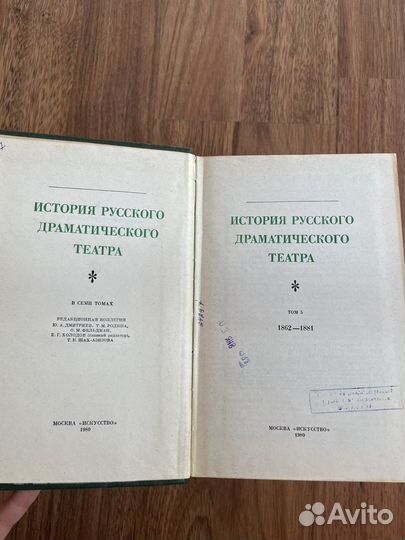 ИСТОРИЯ РУССКОГО
ДРАМАТИЧЕСКОГО
ТЕАТРА
В СЕМИ ТОМАХ
РЕДАКЦИОННАЯ КОЛЛЕГИЯ
Ю. А. ДМИТРИЕВ, Т. М. РОДИНА,
О. М. ФЕЛЬДМАН,
Е. Г. ХОЛОДОВ (главный редактор),
Т. К. ШАХ-АЗИЗОВА
МОСКВА «ИСКУССТВО»
1980
ИСТОРИЯ РУССКОГО
ДРАМАТИЧЕСКОГО
ТЕАТРА
ТОМ 5
1862—1881
МОСКВА «ИСКУССТВО»
1980
Avito